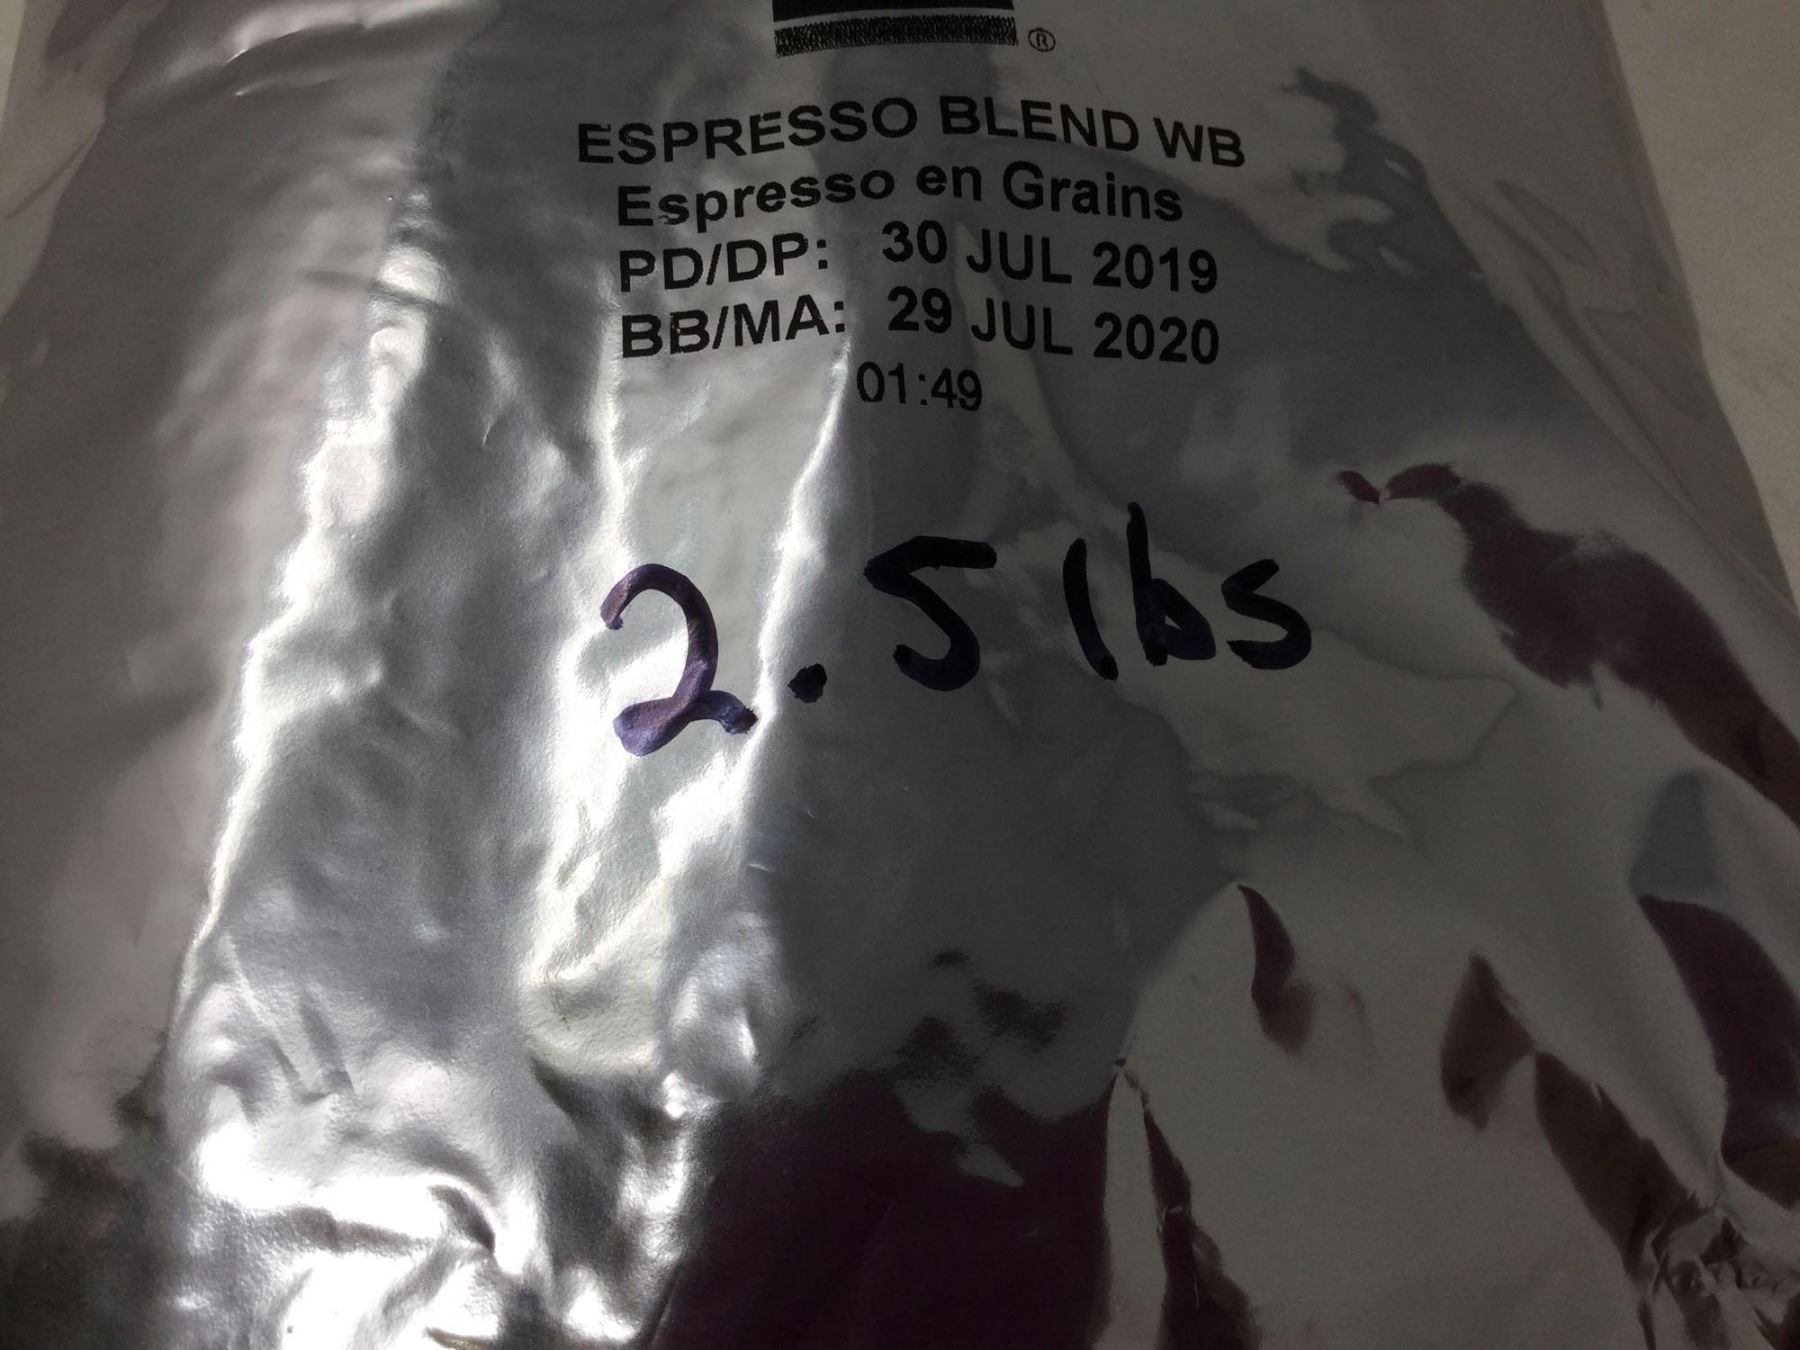 ®
ESPRESSO BLEND WB
Espresso en Grains
PD/DP: 30 JUL 2019
BB/MA: 29 JUL 2020
01:49
2.5 lbs